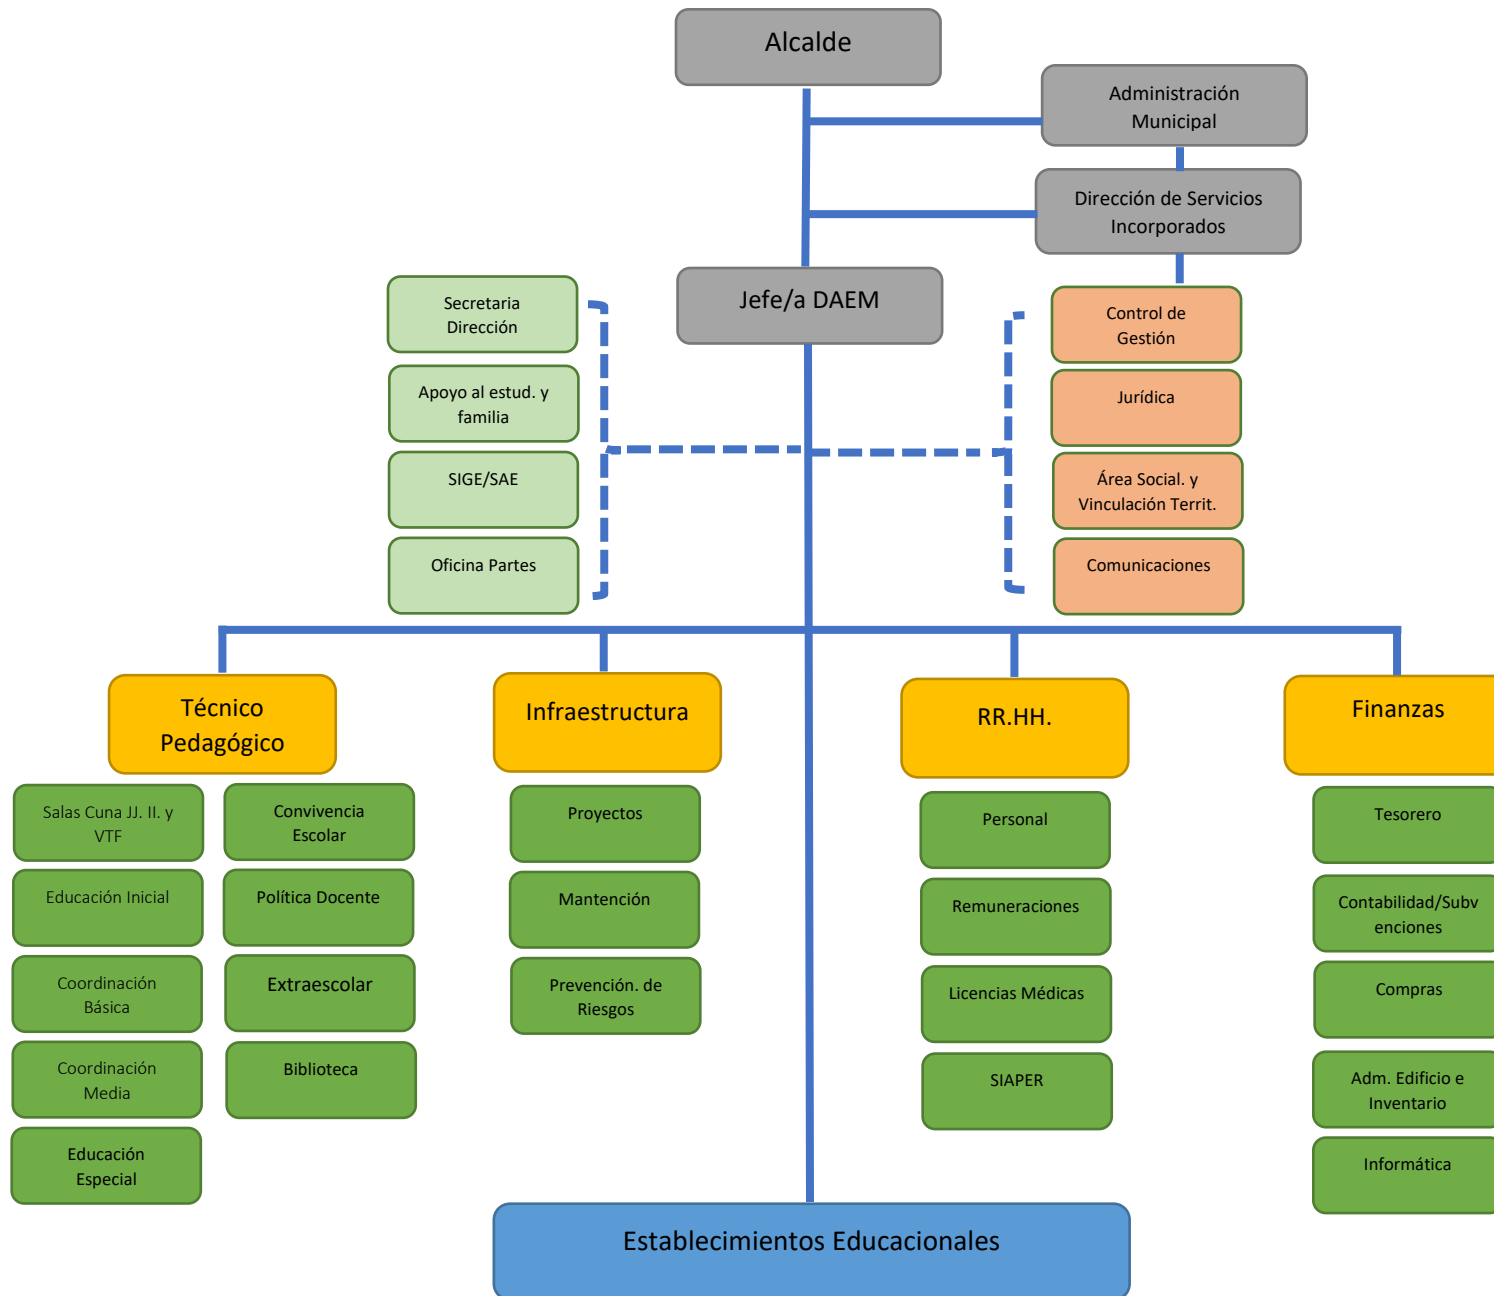 Alcalde
Administración
Municipal
Dirección de Servicios
Incorporados
Jefe/a DAEM
Secretaria
Dirección
Apoyo al estud. y
familia
SIGE/SAE
Oficina Partes
Control de
Gestión
Jurídica
Área Social. y
Vinculación Territ.
Comunicaciones
Técnico
Pedagógico
Infraestructura
RR.HH.
Finanzas
Salas Cuna JJ. II. y
VTF
Educación Inicial
Coordinación
Básica
Coordinación
Media
Educación
Especial
Convivencia
Escolar
Política Docente
Extraescolar
Biblioteca
Proyectos
Mantención
Prevención. de
Riesgos
Personal
Remuneraciones
Licencias Médicas
SIAPER
Tesorero
Contabilidad/Subv
enciones
Compras
Adm. Edificio e
Inventario
Informática
Establecimientos Educacionales